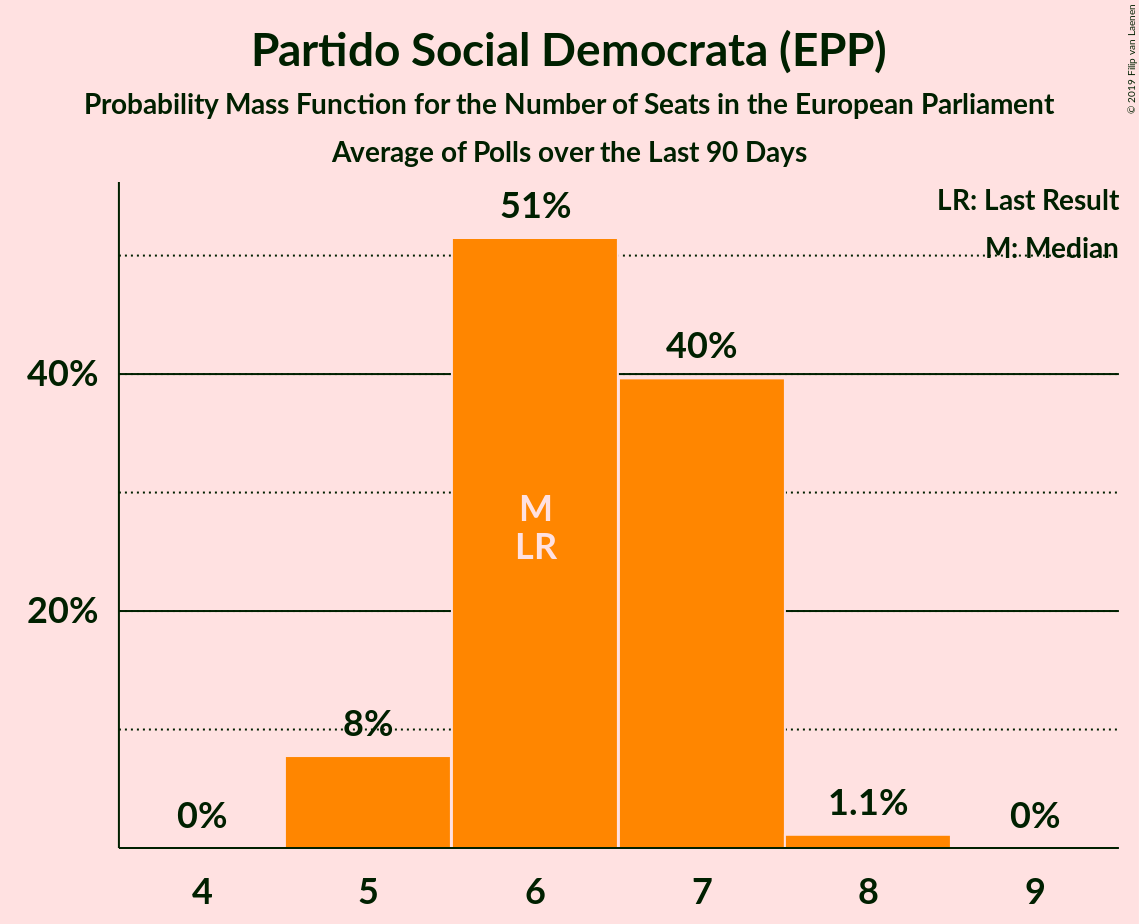 Partido Social Democrata (EPP)
Probability Mass Function for the Number of Seats in the European Parliament
Average of Polls over the Last 90 Days
© 2019 Filip van Laenen
LR: Last Result
M: Median
51%
40%
40%
M
LR
20%
8%
0%
1.1%
0%
4
5
6
7
8
9